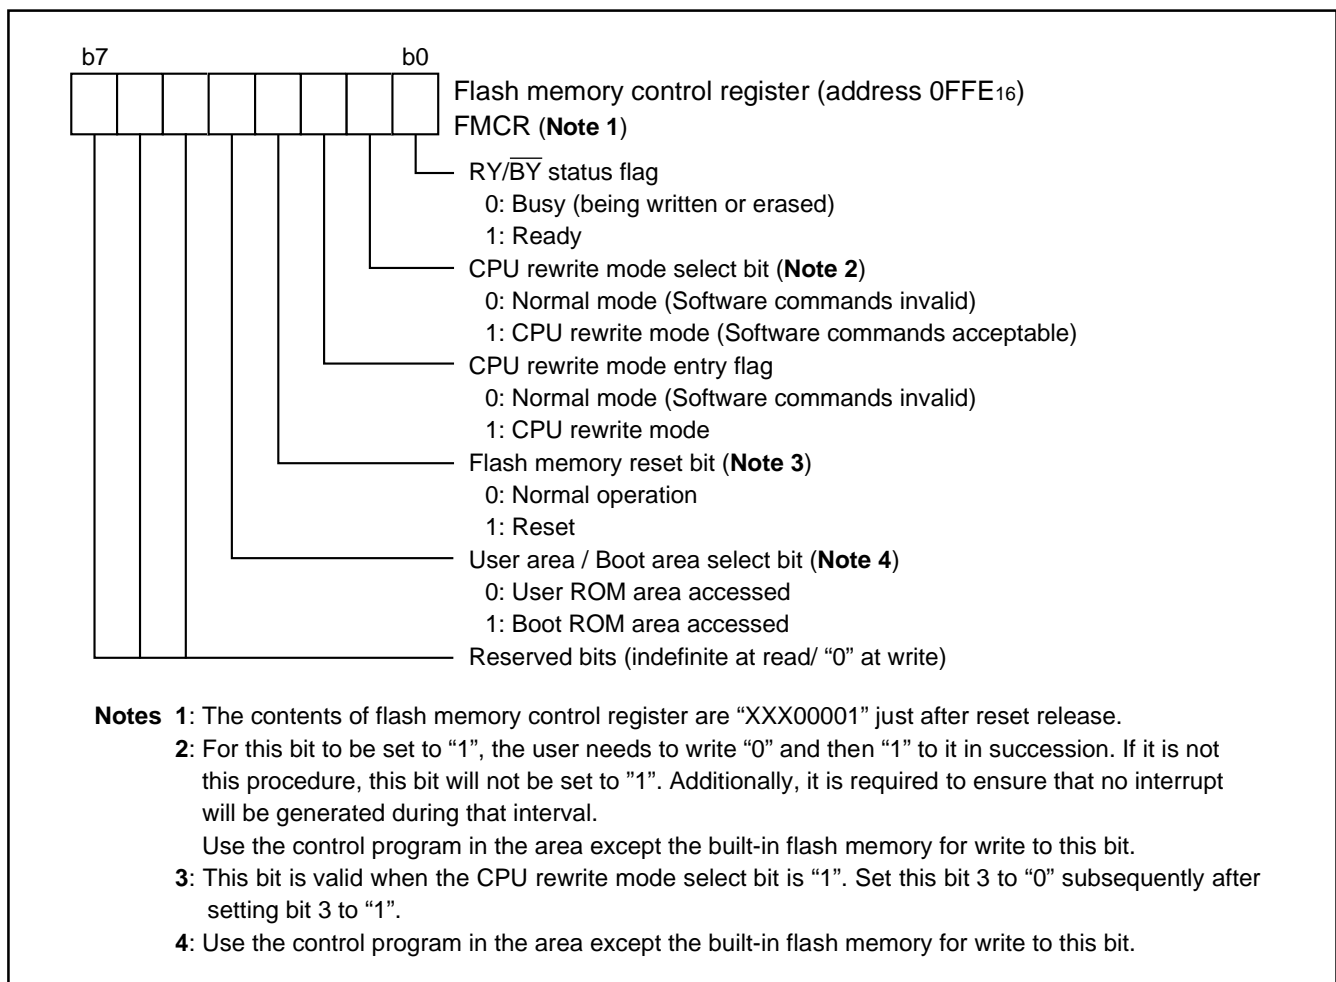 b7 b0
Flash memory control register (address 0FFE16)
FMCR (Note 1)
RY/B̅Y̅ status flag
0: Busy (being written or erased)
1: Ready
CPU rewrite mode select bit (Note 2)
0: Normal mode (Software commands invalid)
1: CPU rewrite mode (Software commands acceptable)
CPU rewrite mode entry flag
0: Normal mode (Software commands invalid)
1: CPU rewrite mode
Flash memory reset bit (Note 3)
0: Normal operation
1: Reset
User area / Boot area select bit (Note 4)
0: User ROM area accessed
1: Boot ROM area accessed
Reserved bits (indefinite at read/ “0” at write)
Notes 1: The contents of flash memory control register are “XXX00001” just after reset release.
2: For this bit to be set to “1”, the user needs to write “0” and then “1” to it in succession. If it is not
this procedure, this bit will not be set to ”1”. Additionally, it is required to ensure that no interrupt
will be generated during that interval.
Use the control program in the area except the built-in flash memory for write to this bit.
3: This bit is valid when the CPU rewrite mode select bit is “1”. Set this bit 3 to “0” subsequently after
setting bit 3 to “1”.
4: Use the control program in the area except the built-in flash memory for write to this bit.